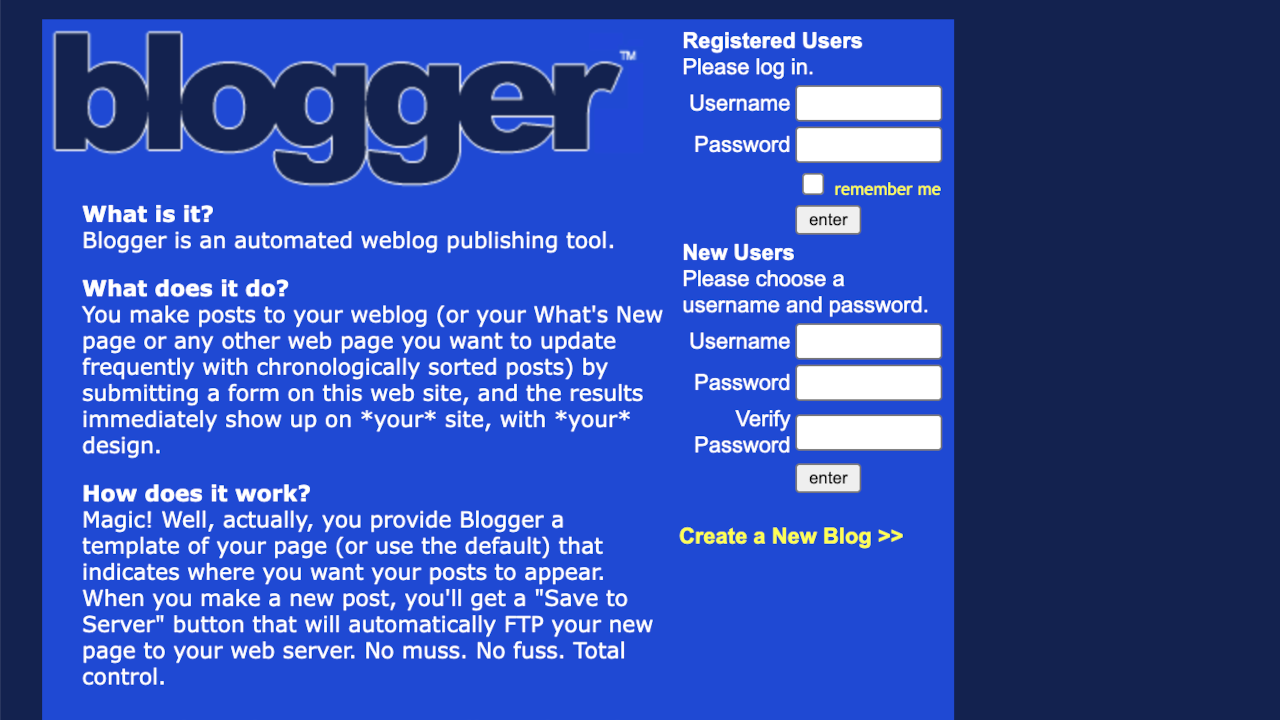 blogger™
What is it?
Blogger is an automated weblog publishing tool.
What does it do?
You make posts to your weblog (or your What's New
page or any other web page you want to update
frequently with chronologically sorted posts) by
submitting a form on this web site, and the results
immediately show up on *your* site, with *your*
design.
How does it work?
Magic! Well, actually, you provide Blogger a
template of your page (or use the default) that
indicates where you want your posts to appear.
When you make a new post, you'll get a "Save to
Server" button that will automatically FTP your new
page to your web server. No muss. No fuss. Total
control.
Registered Users
Please log in.
Username
Password
remember me
enter
New Users
Please choose a
username and password.
Username
Password
Verify
Password
enter
Create a New Blog >>